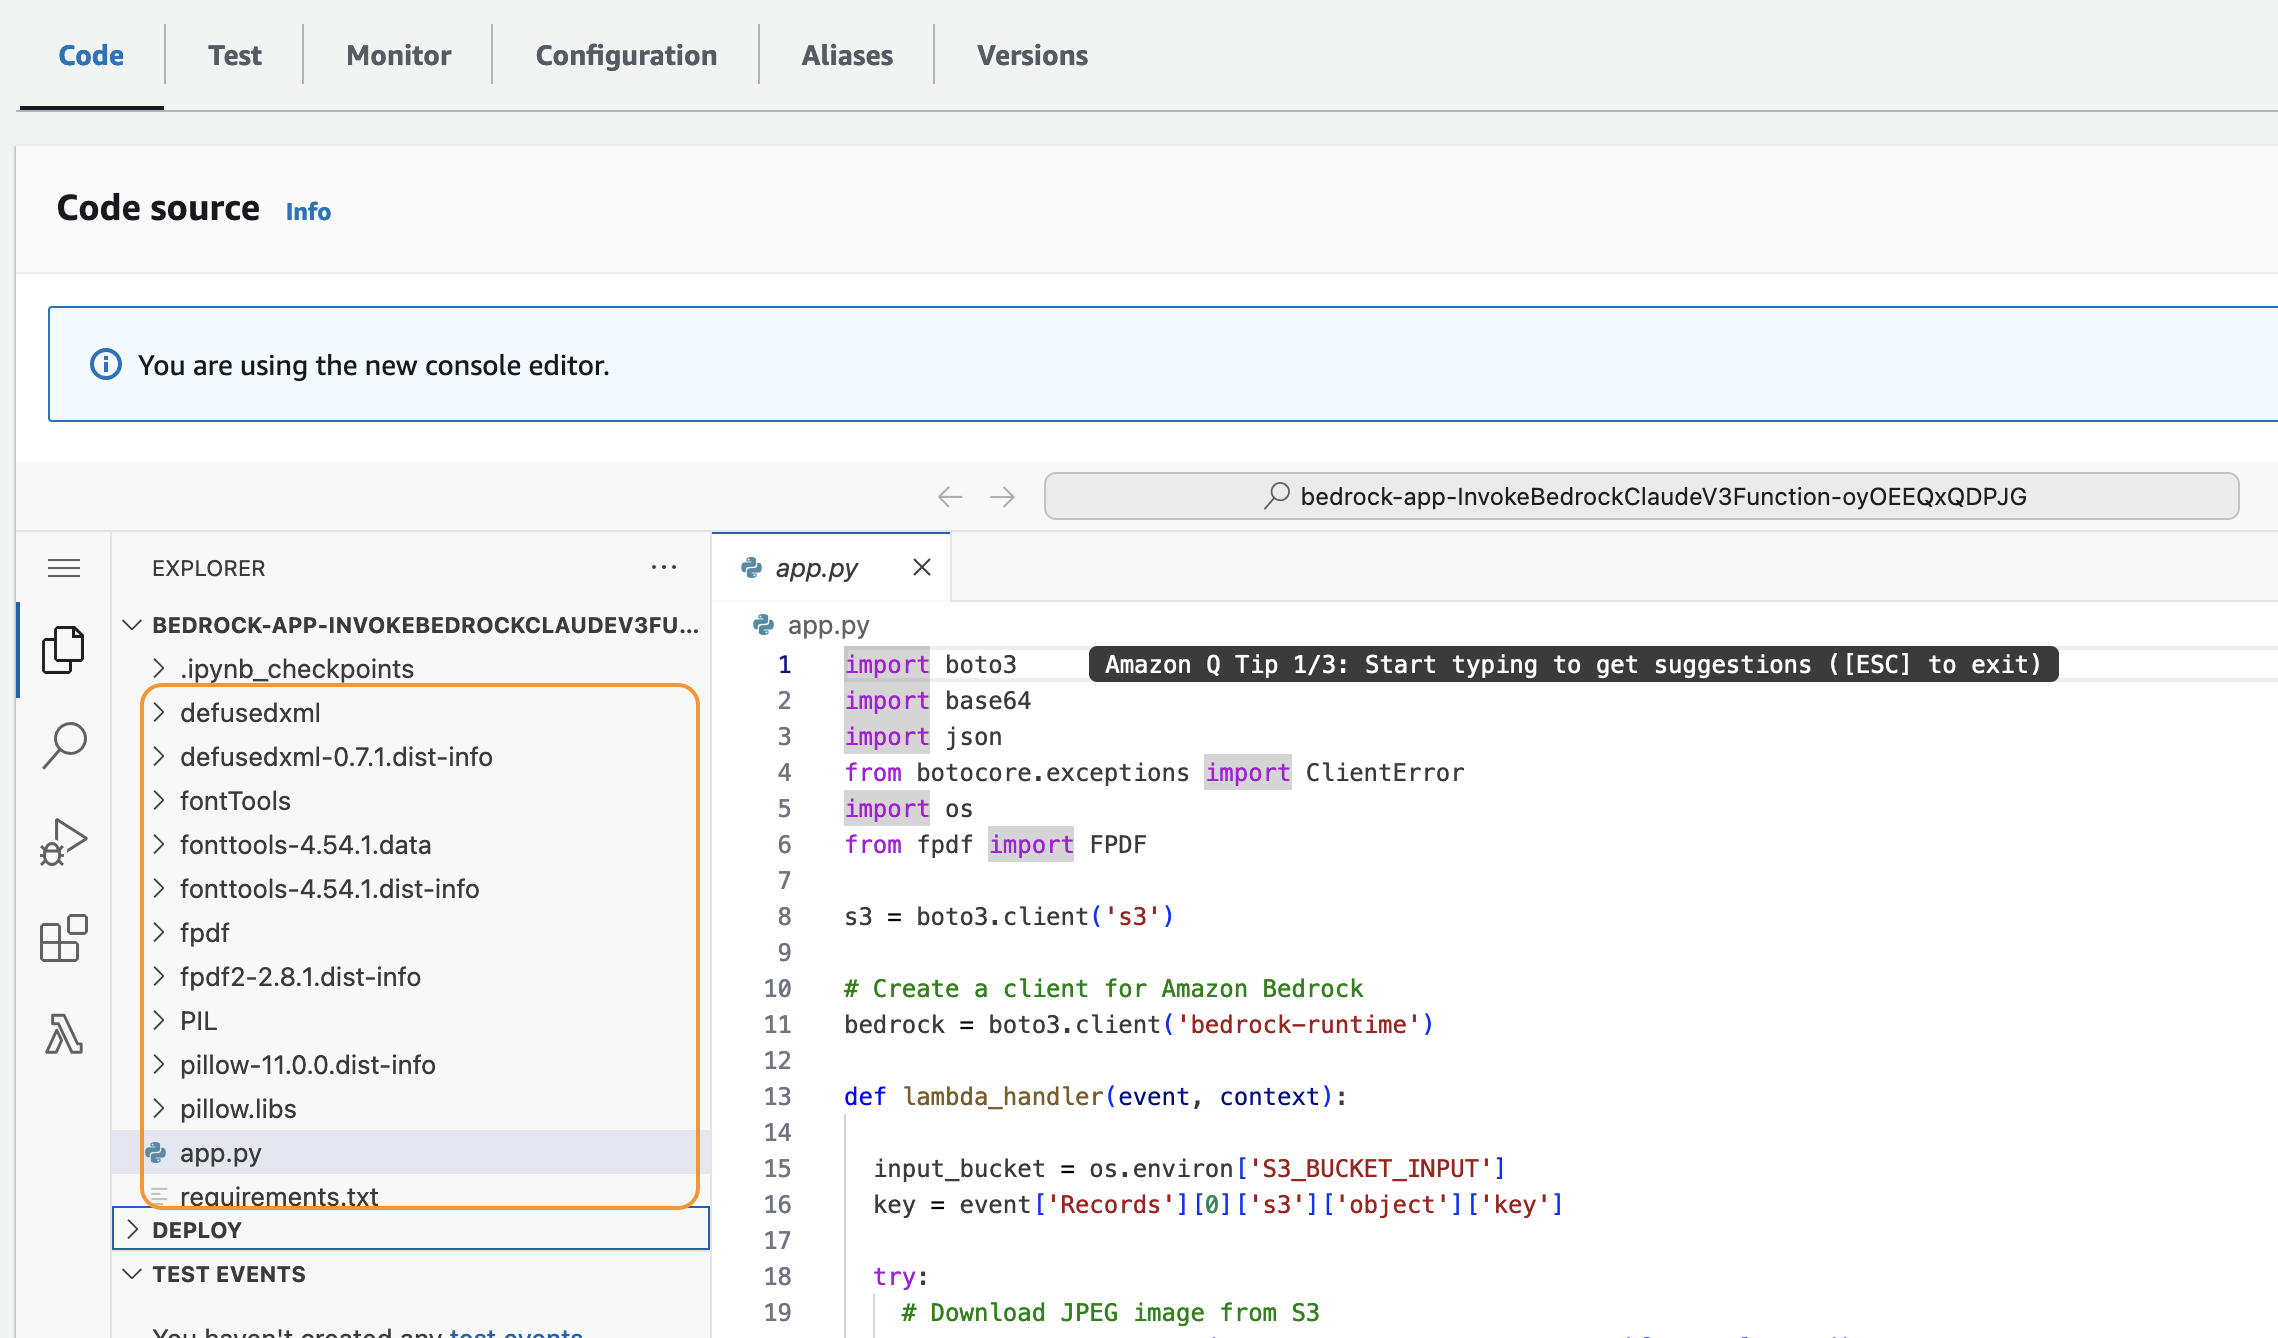 Code Test Monitor Configuration Aliases Versions
Code source Info
You are using the new console editor.
bedrock-app-InvokeBedrockClaudeV3Function-oyOEEQxQDPJG
EXPLORER ···
BEDROCK-APP-INVOKEBEDROCKCLAUDEV3FU...
.ipynb_checkpoints
defusedxml
defusedxml-0.7.1.dist-info
fontTools
fonttools-4.54.1.data
fonttools-4.54.1.dist-info
fpdf
fpdf2-2.8.1.dist-info
PIL
pillow-11.0.0.dist-info
pillow.libs
app.py
requirements.txt
DEPLOY
TEST EVENTS
You haven't created any test events
app.py
app.py
1 import boto3 Amazon Q Tip 1/3: Start typing to get suggestions ([ESC] to exit)
2 import base64
3 import json
4 from botocore.exceptions import ClientError
5 import os
6 from fpdf import FPDF
7
8 s3 = boto3.client('s3')
9
10 # Create a client for Amazon Bedrock
11 bedrock = boto3.client('bedrock-runtime')
12
13 def lambda_handler(event, context):
14
15 input_bucket = os.environ['S3_BUCKET_INPUT']
16 key = event['Records'][0]['s3']['object']['key']
17
18 try:
19 # Download JPEG image from S3